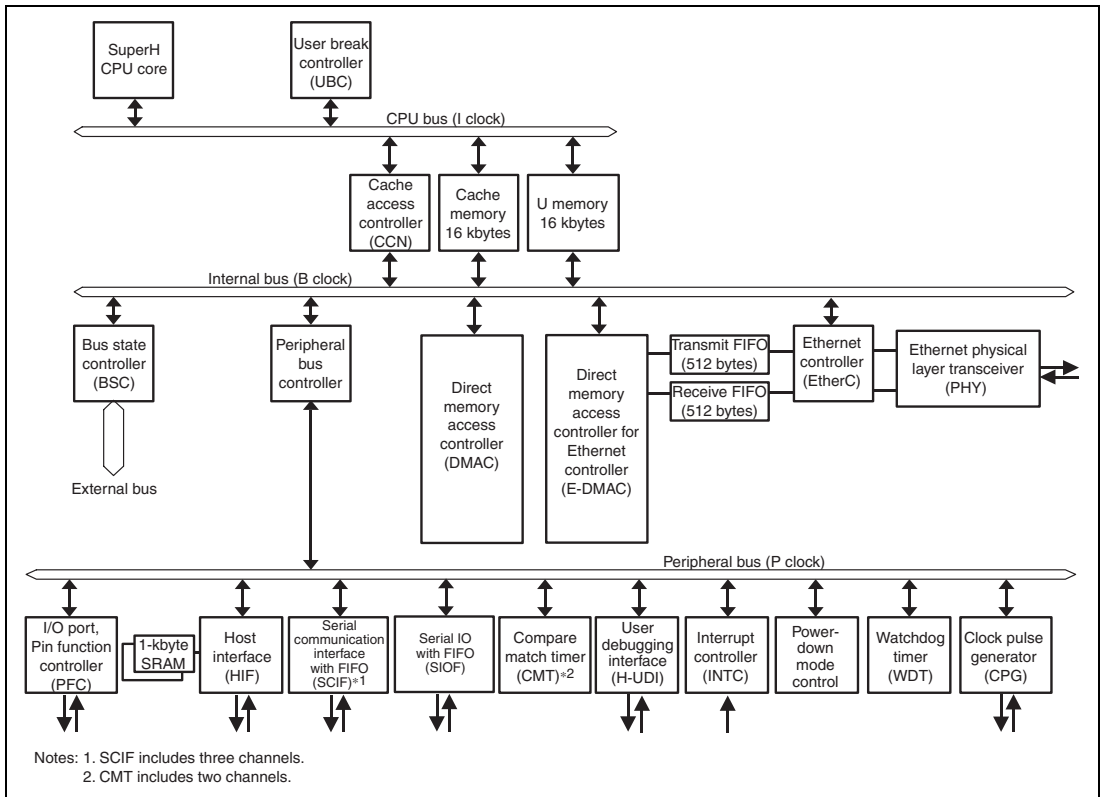 SuperH
CPU core
User break
controller
(UBC)
CPU bus (I clock)
Cache
access
controller
(CCN)
Cache
memory
16 kbytes
U memory
16 kbytes
Internal bus (B clock)
Bus state
controller
(BSC)
External bus
Peripheral
bus
controller
Direct
memory
access
controller
(DMAC)
Direct
memory
access
controller for
Ethernet
controller
(E-DMAC)
Transmit FIFO
(512 bytes)
Receive FIFO
(512 bytes)
Ethernet
controller
(EtherC)
Ethernet physical
layer transceiver
(PHY)
Peripheral bus (P clock)
I/O port,
Pin function
controller
(PFC)
1-kbyte
SRAM
Host
interface
(HIF)
Serial
communication
interface
with FIFO
(SCIF)*1
Serial IO
with FIFO
(SIOF)
Compare
match timer
(CMT)*2
User
debugging
interface
(H-UDI)
Interrupt
controller
(INTC)
Power-
down
mode
control
Watchdog
timer
(WDT)
Clock pulse
generator
(CPG)
Notes: 1. SCIF includes three channels.
2. CMT includes two channels.